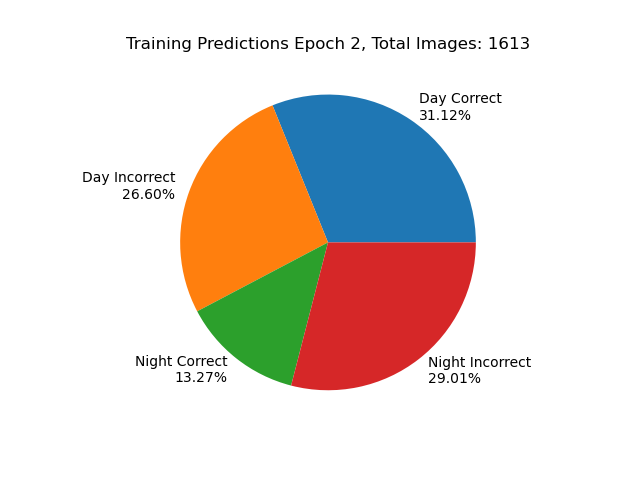 Training Predictions Epoch 2, Total Images: 1613
Day Correct
31.12%
Day Incorrect
26.60%
Night Correct
13.27%
Night Incorrect
29.01%